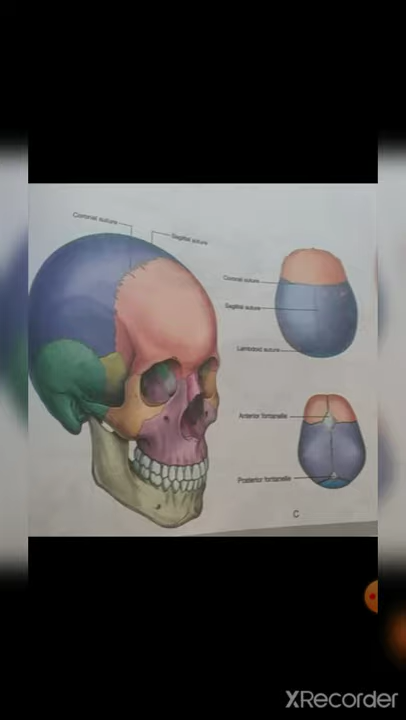 Coronal suture
Sagittal suture
Coronal suture
Sagittal suture
Lambdoid suture
Anterior fontanelle
Posterior fontanelle
C
XRecorder